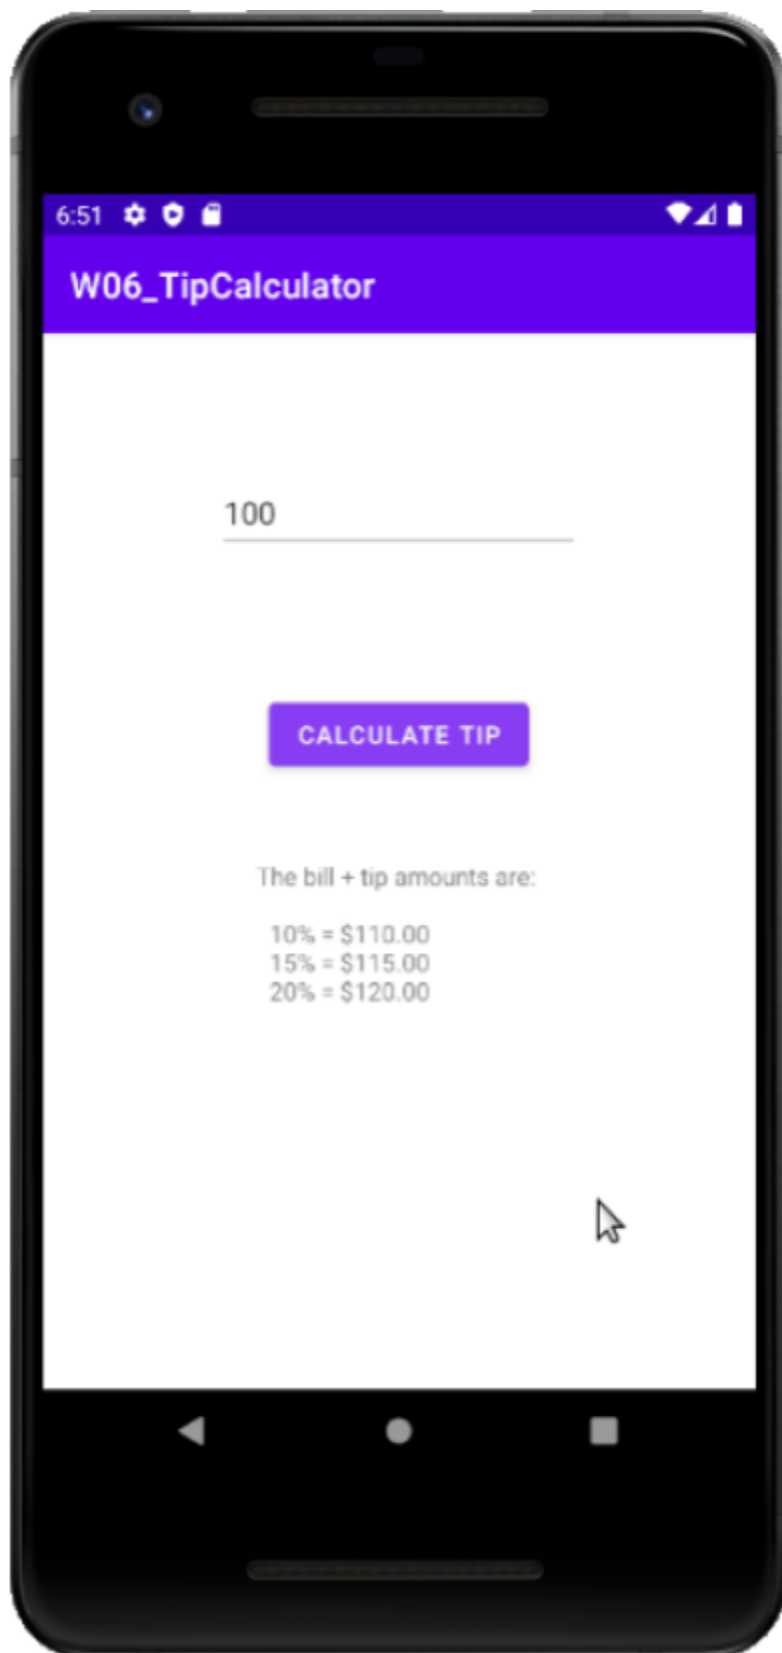 6:51
W06_TipCalculator
100
CALCULATE TIP
The bill + tip amounts are:
10% = $110.00
15% = $115.00
20% = $120.00